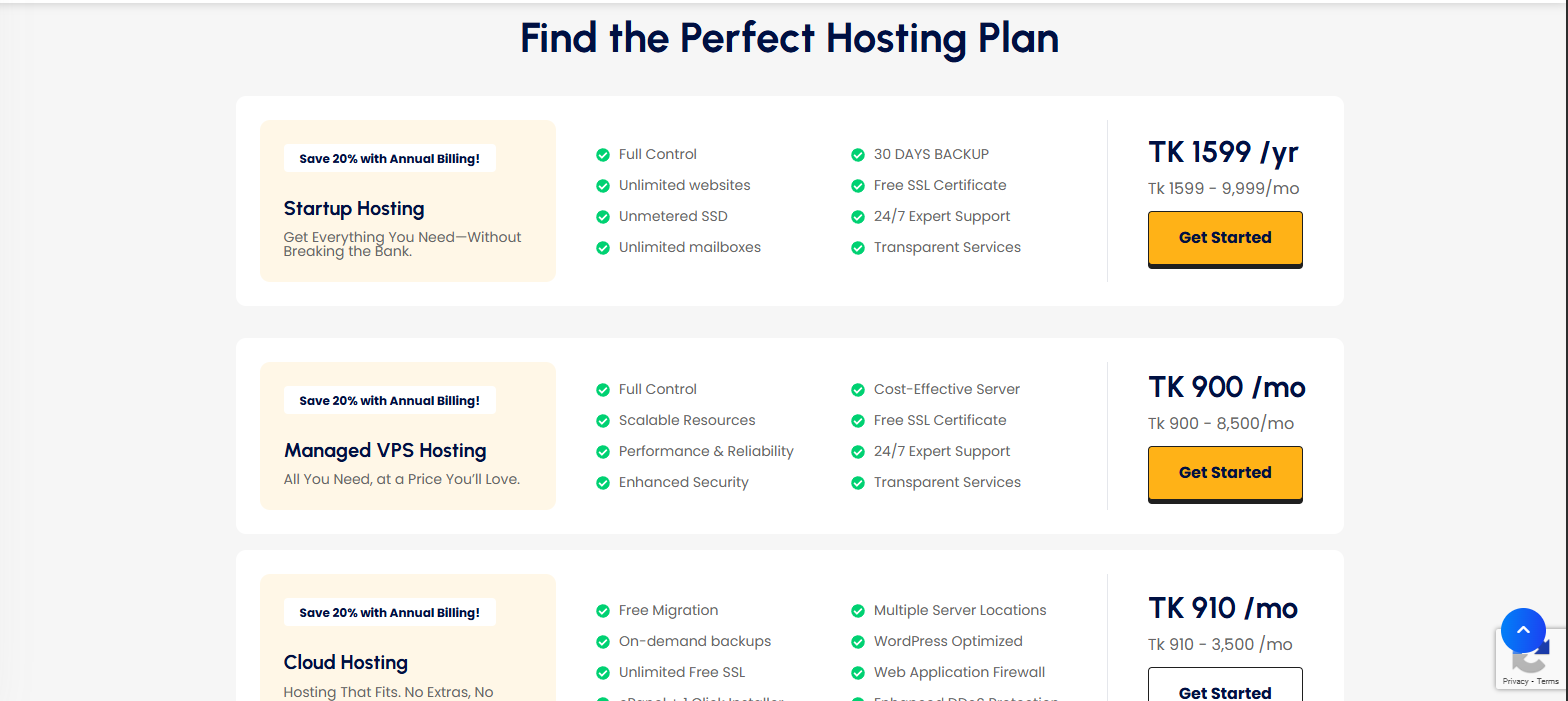 Find the Perfect Hosting Plan
Save 20% with Annual Billing!
Startup Hosting
Get Everything You Need—Without
Breaking the Bank.
Full Control
Unlimited websites
Unmetered SSD
Unlimited mailboxes
30 DAYS BACKUP
Free SSL Certificate
24/7 Expert Support
Transparent Services
TK 1599 /yr
Tk 1599 - 9,999/mo
Get Started
Save 20% with Annual Billing!
Managed VPS Hosting
All You Need, at a Price You’ll Love.
Full Control
Scalable Resources
Performance & Reliability
Enhanced Security
Cost-Effective Server
Free SSL Certificate
24/7 Expert Support
Transparent Services
TK 900 /mo
Tk 900 - 8,500/mo
Get Started
Save 20% with Annual Billing!
Cloud Hosting
Hosting That Fits. No Extras, No
Free Migration
On-demand backups
Unlimited Free SSL
Multiple Server Locations
WordPress Optimized
Web Application Firewall
TK 910 /mo
Tk 910 - 3,500 /mo
Get Started
Privacy - Terms